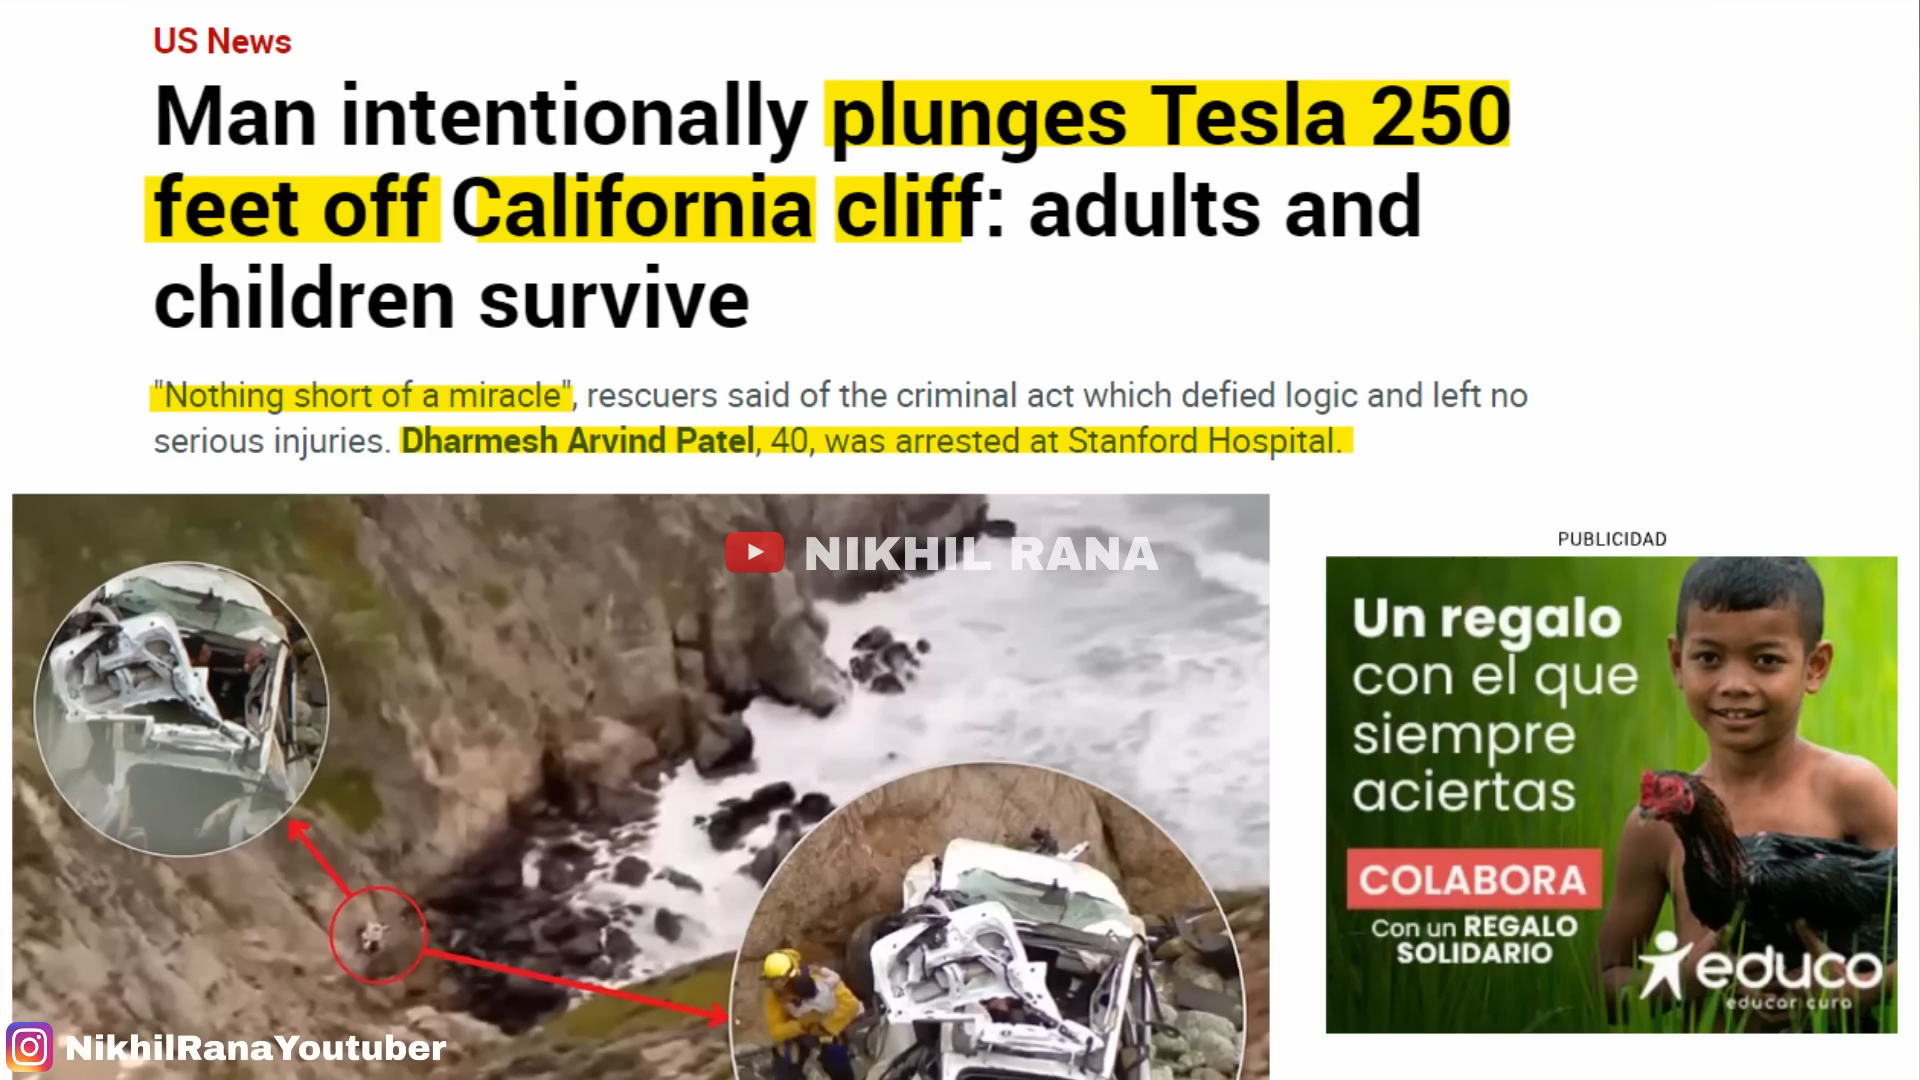 US News
Man intentionally plunges Tesla 250
feet off California cliff: adults and
children survive
"Nothing short of a miracle", rescuers said of the criminal act which defied logic and left no
serious injuries. Dharmesh Arvind Patel, 40, was arrested at Stanford Hospital.
NIKHIL RANA
PUBLICIDAD
Un regalo
con el que
siempre
aciertas
COLABORA
Con un REGALO
SOLIDARIO
educo
educar cura
NikhilRanaYoutuber